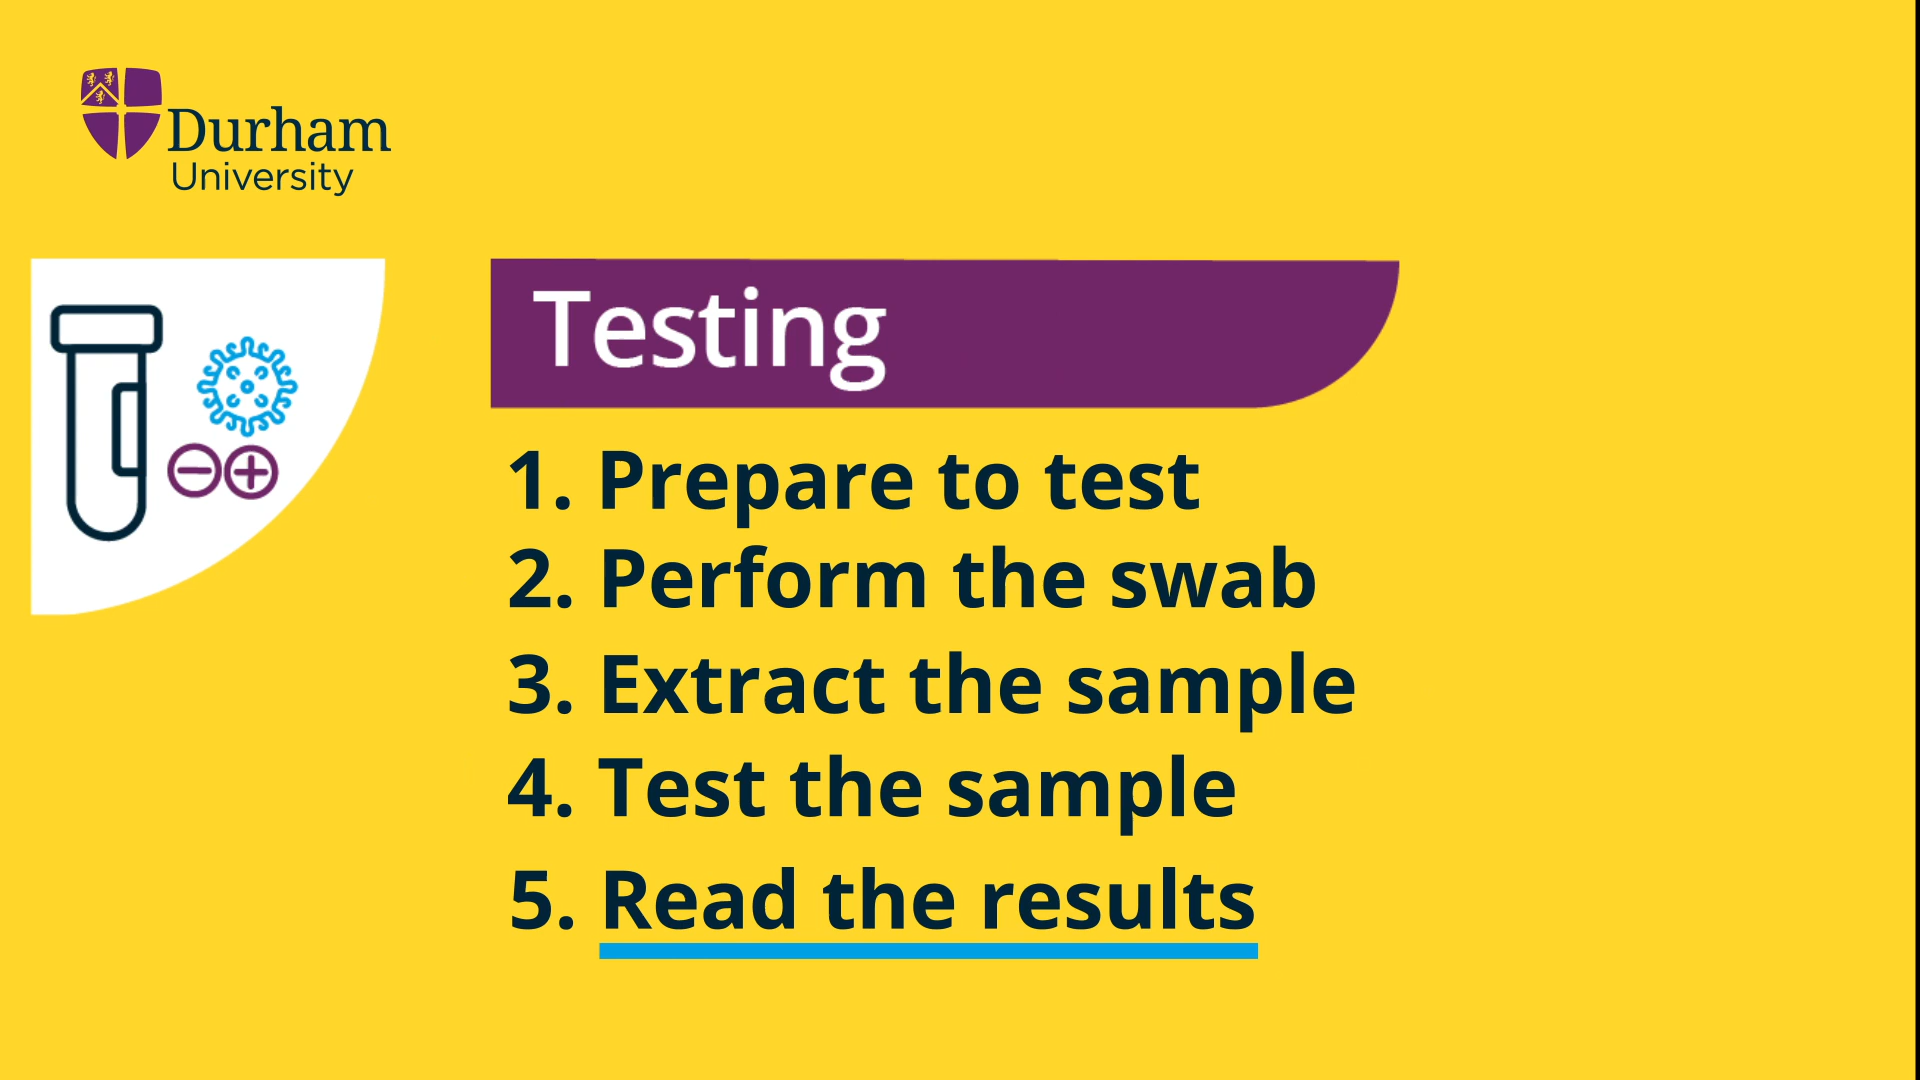 Durham
University
Testing
1. Prepare to test
2. Perform the swab
3. Extract the sample
4. Test the sample
5. Read the results